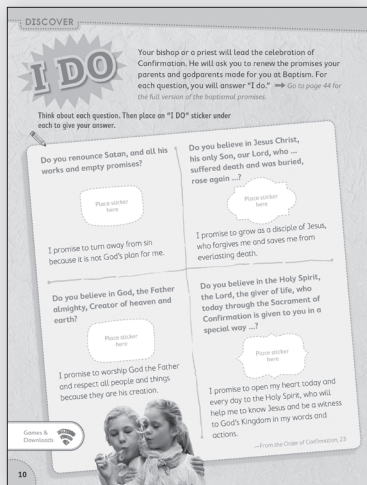 DISCOVER
I DO
Your bishop or a priest will lead the celebration of
Confirmation. He will ask you to renew the promises your
parents and godparents made for you at Baptism. For
each question, you will answer "I do." ➡ Go to page 44 for
the full version of the baptismal promises.
Think about each question. Then place an "I DO" sticker under
each to give your answer.
Do you renounce Satan, and all his
works and empty promises?
Place sticker
here
I promise to turn away from sin
because it is not God's plan for me.
Do you believe in Jesus Christ,
his only Son, our Lord, who ...
suffered death and was buried,
rose again ...?
Place sticker
here
I promise to grow as a disciple of Jesus,
who forgives me and saves me from
everlasting death.
Do you believe in God, the Father
almighty, Creator of heaven and
earth?
Place sticker
here
I promise to worship God the Father
and respect all people and things
because they are his creation.
Do you believe in the Holy Spirit,
the Lord, the giver of life, who
today through the Sacrament of
Confirmation is given to you in a
special way ...?
Place sticker
here
I promise to open my heart today and
every day to the Holy Spirit, who will
help me to know Jesus and be a witness
to God's Kingdom in my words and
actions.
—From the Order of Confirmation, 23
Games &
Downloads
10